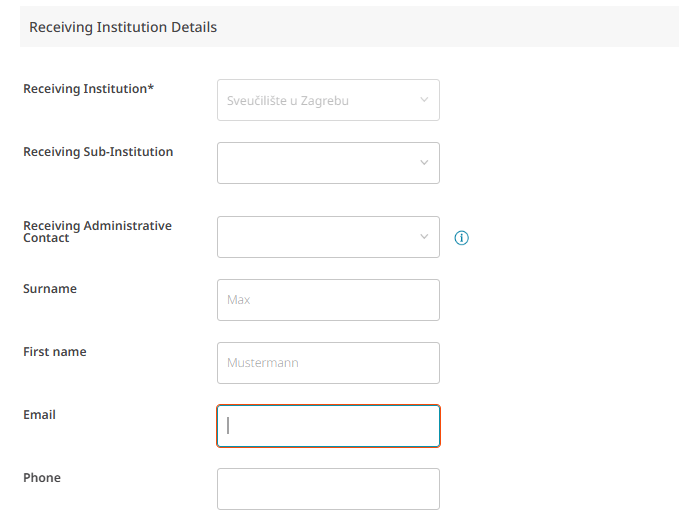 Receiving Institution Details
Receiving Institution*
Sveučilište u Zagrebu
Receiving Sub-Institution
Receiving Administrative
Contact
Surname
Max
First name
Mustermann
Email
Phone